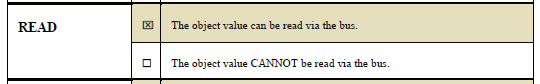 READ ☒ The object value can be read via the bus.
☐ The object value CANNOT be read via the bus.